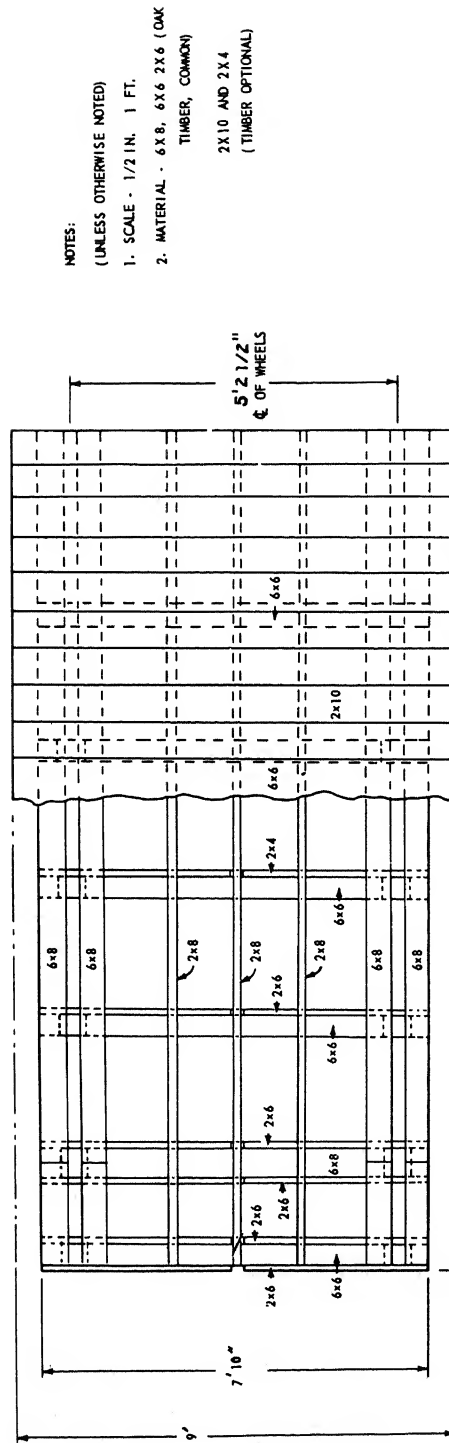 NOTES:
(UNLESS OTHERWISE NOTED)
1. SCALE - 1/2 IN. 1 FT.
2. MATERIAL - 6X8, 6X6 2X6 (OAK
TIMBER, COMMON)
2X10 AND 2X4
(TIMBER OPTIONAL)
5'2 1/2"
℄ OF WHEELS
6x6
2x10
6x6
6x8
6x8
2x4
6x6
2x8
2x8
2x8
6x8
6x8
2x6
6x6
2x6
6x8
2x6
2x6
6x6
2x6
7'10"
9'